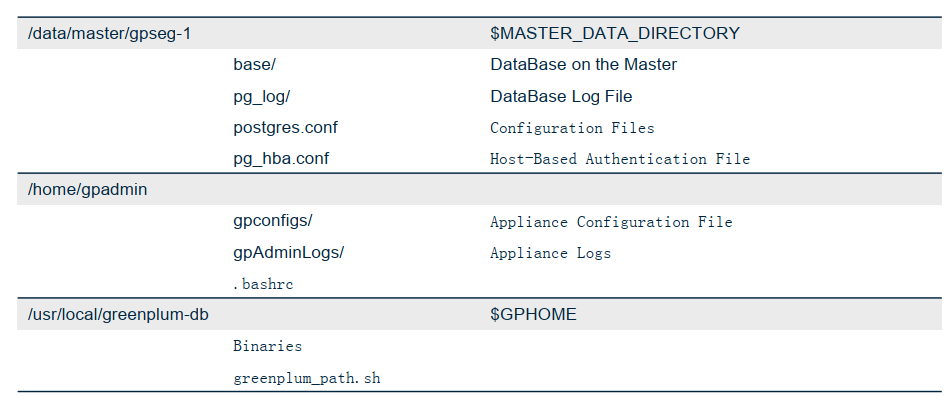 /data/master/gpseg-1 $MASTER_DATA_DIRECTORY
base/ DataBase on the Master
pg_log/ DataBase Log File
postgres.conf Configuration Files
pg_hba.conf Host-Based Authentication File
/home/gpadmin
gpconfigs/ Appliance Configuration File
gpAdminLogs/ Appliance Logs
.bashrc
/usr/local/greenplum-db $GPHOME
Binaries
greenplum_path.sh